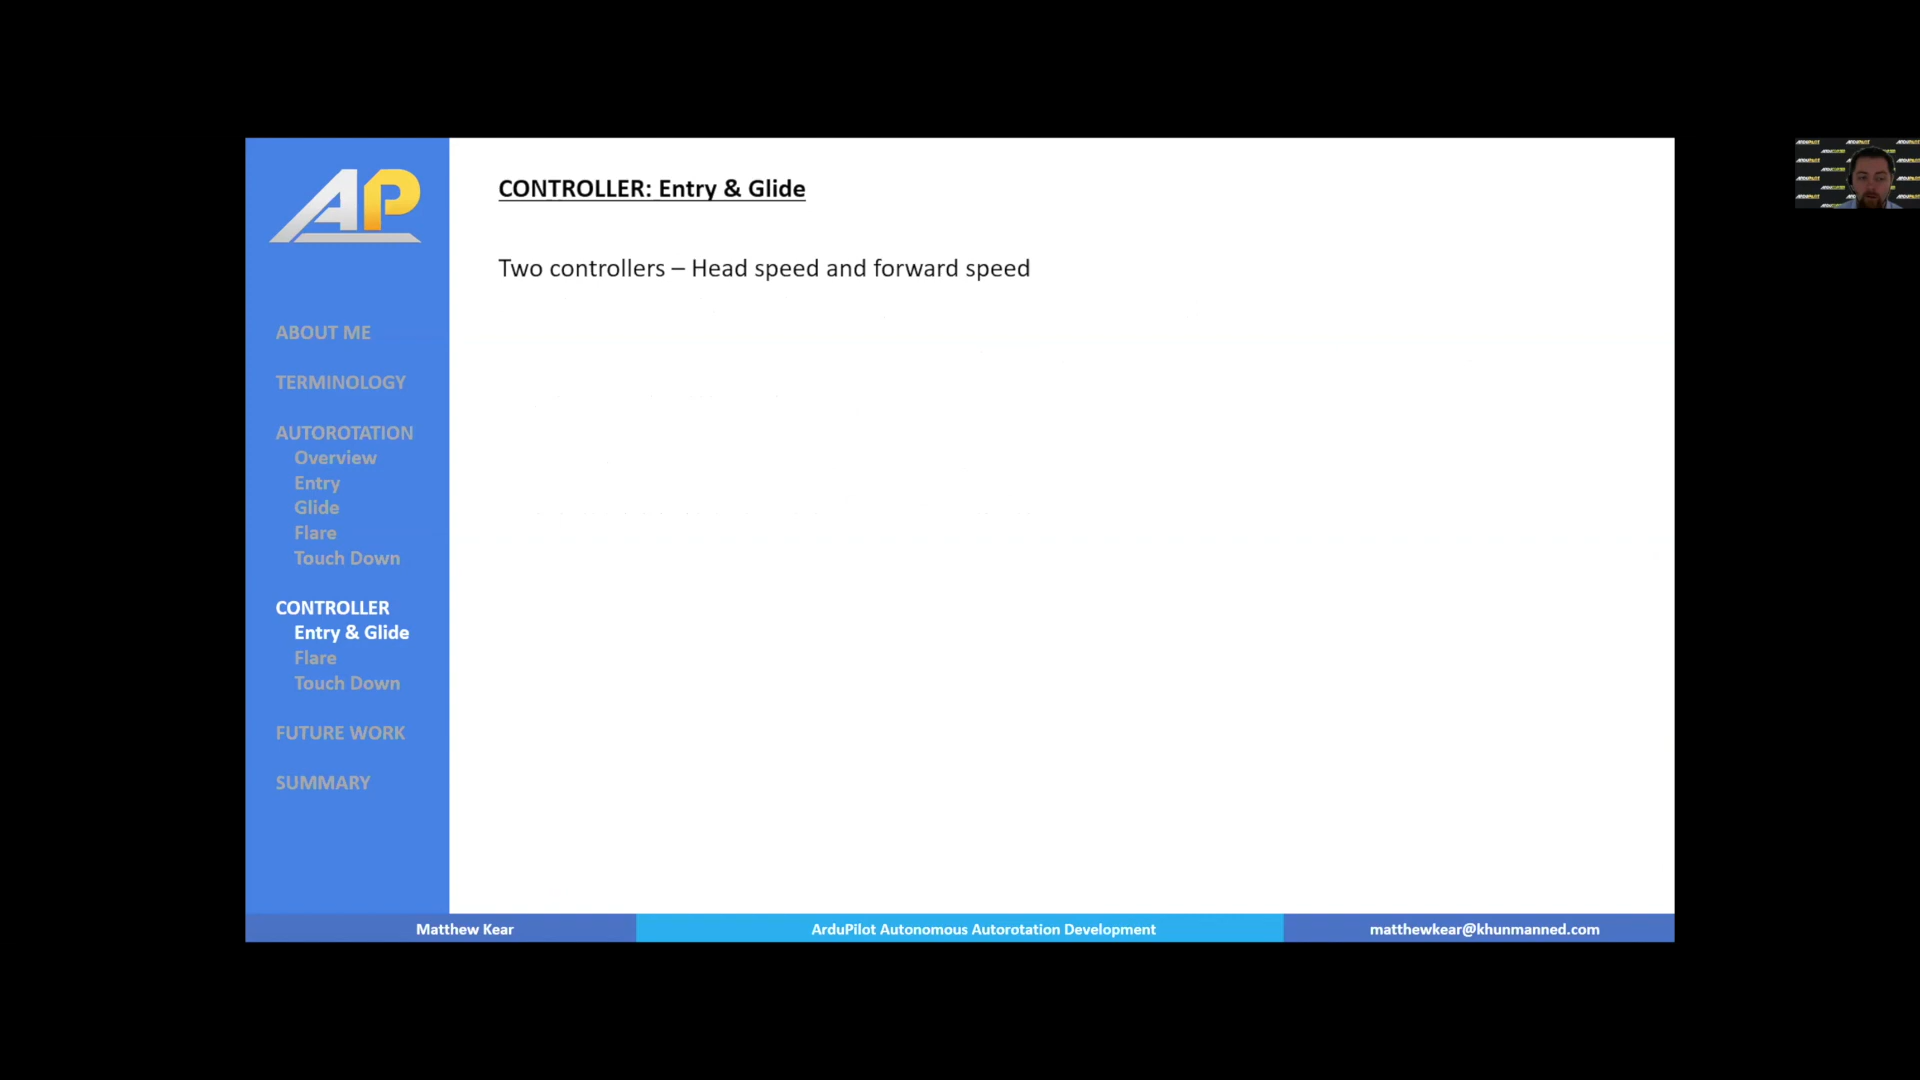 AP
ABOUT ME
TERMINOLOGY
AUTOROTATION
Overview
Entry
Glide
Flare
Touch Down
CONTROLLER
Entry & Glide
Flare
Touch Down
FUTURE WORK
SUMMARY
CONTROLLER: Entry & Glide
Two controllers – Head speed and forward speed
Matthew Kear
ArduPilot Autonomous Autorotation Development
matthewkear@khunmanned.com